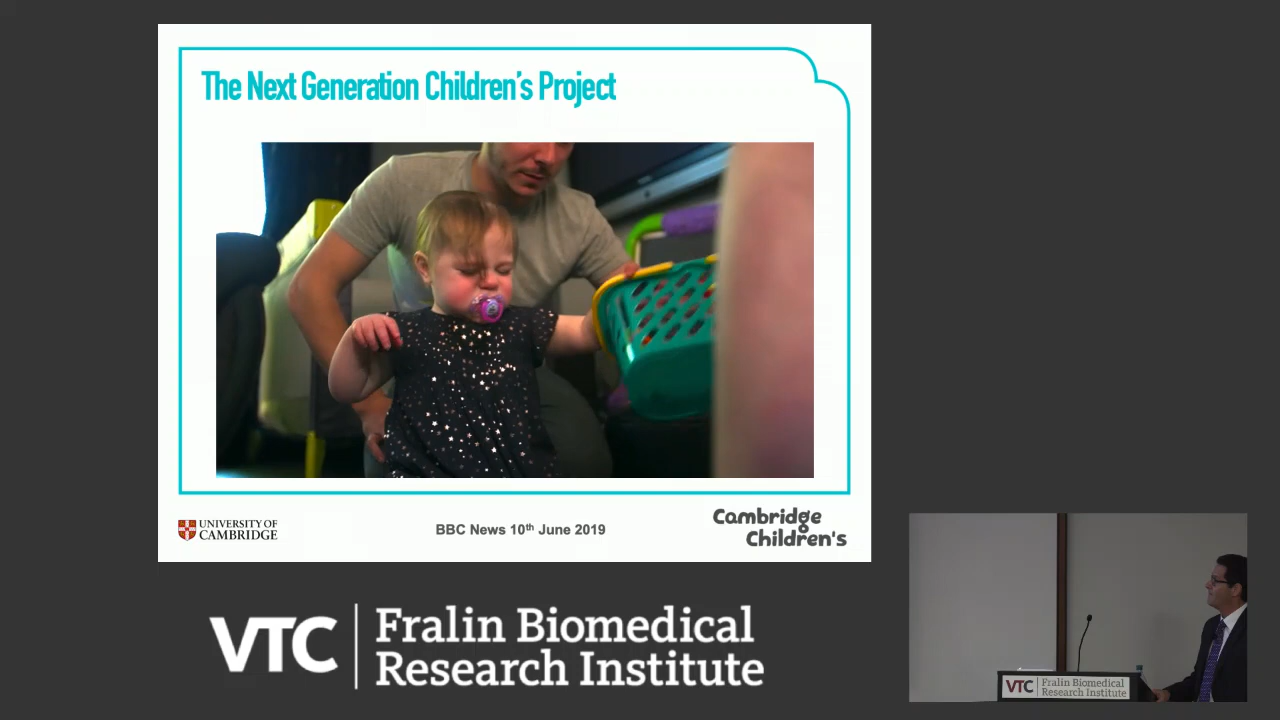 The Next Generation Children's Project
UNIVERSITY OF
CAMBRIDGE
BBC News 10th June 2019
Cambridge
Children's
VTC
Fralin Biomedical
Research Institute
VTC
Fralin Biomedical
Research Institute